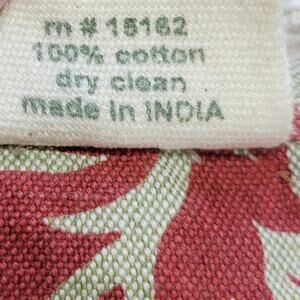 rn # 15162
100% cotton
dry clean
made in INDIA